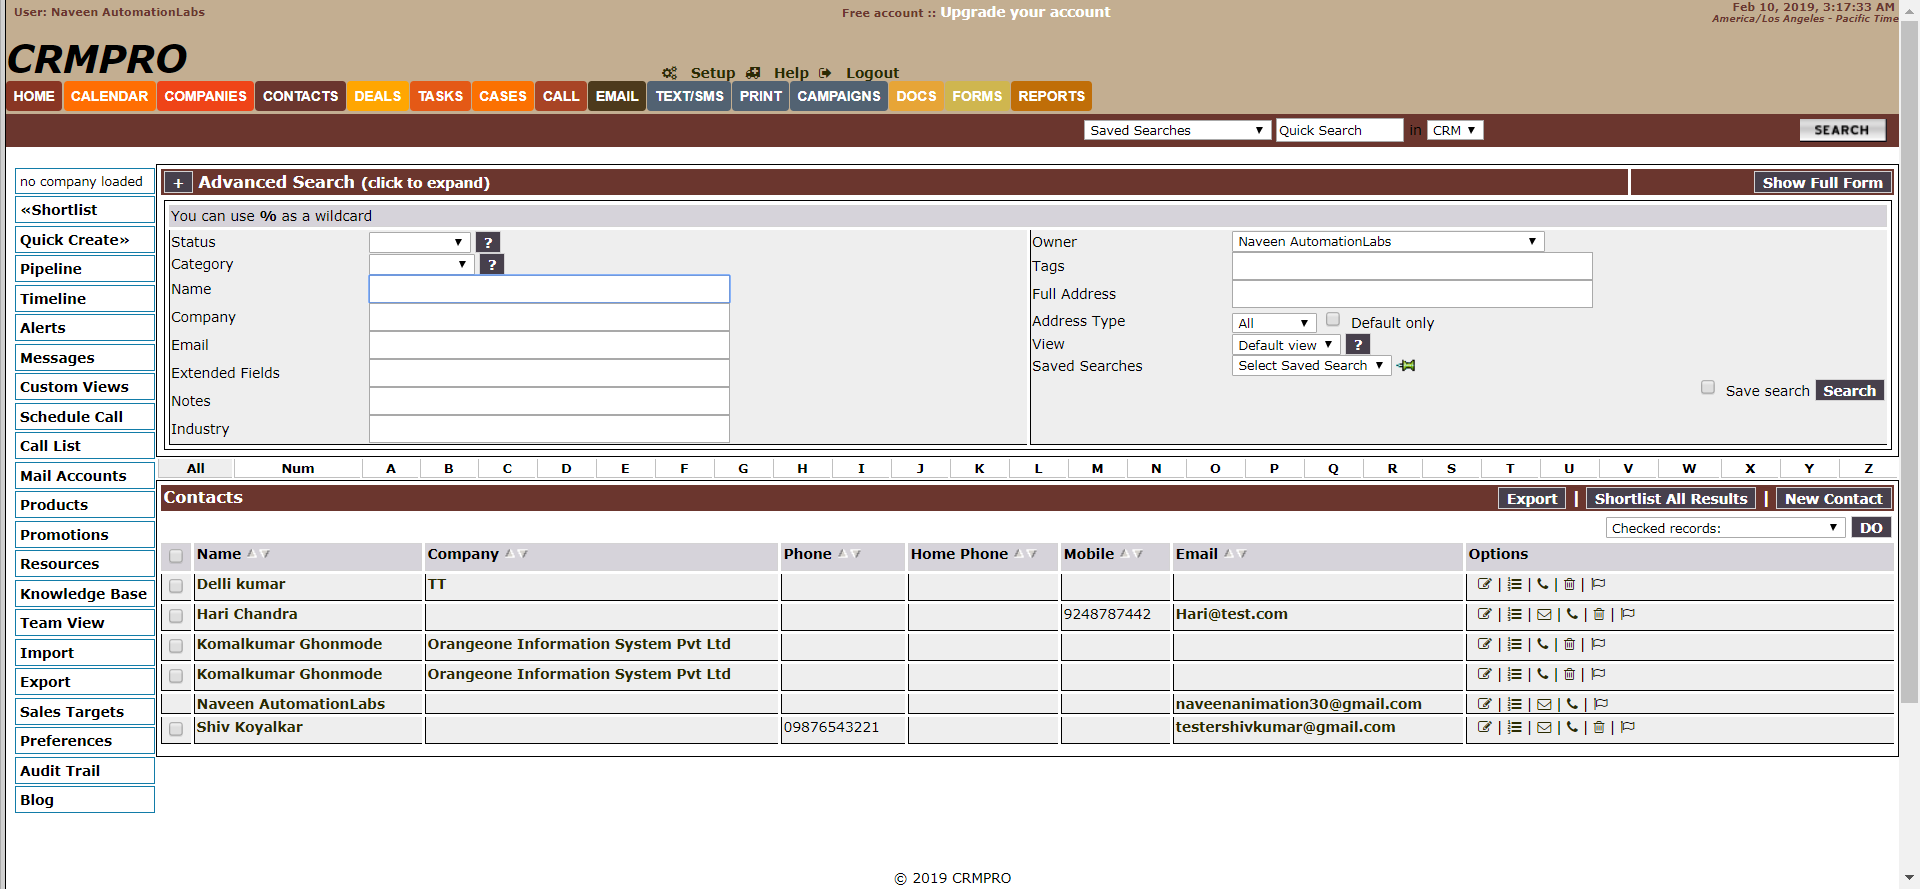 User: Naveen AutomationLabs
Free account :: Upgrade your account
Feb 10, 2019, 3:17:33 AM
America/Los Angeles - Pacific Time
CRMPRO
Setup Help Logout
HOME CALENDAR COMPANIES CONTACTS DEALS TASKS CASES CALL EMAIL TEXT/SMS PRINT CAMPAIGNS DOCS FORMS REPORTS
Saved Searches Quick Search in CRM SEARCH
no company loaded
«Shortlist
Quick Create»
Pipeline
Timeline
Alerts
Messages
Custom Views
Schedule Call
Call List
Mail Accounts
Products
Promotions
Resources
Knowledge Base
Team View
Import
Export
Sales Targets
Preferences
Audit Trail
Blog
+ Advanced Search (click to expand) Show Full Form
You can use % as a wildcard
Status ?
Category ?
Name
Company
Email
Extended Fields
Notes
Industry
Owner Naveen AutomationLabs
Tags
Full Address
Address Type All Default only
View Default view ?
Saved Searches Select Saved Search
Save search Search
All Num A B C D E F G H I J K L M N O P Q R S T U V W X Y Z
Contacts Export | Shortlist All Results | New Contact
Checked records: DO
Name Company Phone Home Phone Mobile Email Options
Delli kumar TT | | | |
Hari Chandra 9248787442 Hari@test.com | | | | |
Komalkumar Ghonmode Orangeone Information System Pvt Ltd | | | |
Komalkumar Ghonmode Orangeone Information System Pvt Ltd | | | |
Naveen AutomationLabs naveenanimation30@gmail.com | | | |
Shiv Koyalkar 09876543221 testershivkumar@gmail.com | | | | |
© 2019 CRMPRO